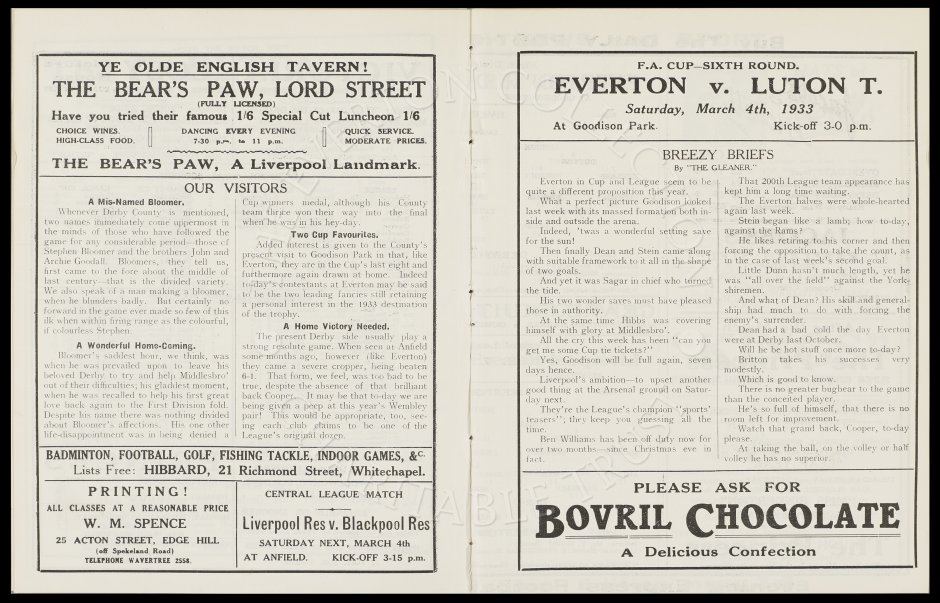 YE OLDE ENGLISH TAVERN!
THE BEAR'S PAW, LORD STREET
(FULLY LICENSED)
Have you tried their famous 1/6 Special Cut Luncheon 1/6
CHOICE WINES.
HIGH-CLASS FOOD.
DANCING EVERY EVENING
7-30 p.m. to 11 p.m.
QUICK SERVICE.
MODERATE PRICES.
THE BEAR'S PAW, A Liverpool Landmark.
OUR VISITORS
A Mis-Named Bloomer.
Whenever Derby County is mentioned,
two names immediately come uppermost in
the minds of those who have followed the
game for any considerable period—those of
Stephen Bloomer and the brothers John and
Archie Goodall. Bloomers, they tell us,
first came to the fore about the middle of
last century—that is the divided variety.
We also speak of a man making a bloomer,
when he blunders badly. But certainly no
forward in the game ever made so few of this
ilk when within firing range as the colourful,
if colourless Stephen.
A Wonderful Home-Coming.
Bloomer's saddest hour, we think, was
when he was prevailed upon to leave his
beloved Derby to try and help Middlesbro'
out of their difficulties; his gladdest moment,
when he was recalled to help his first great
love back again to the First Division fold.
Despite his name there was nothing divided
about Bloomer's affections. His one other
life-disappointment was in being denied a
Cup winners medal, although his County
team thrice won their way into the final
when he was in his hey-day.
Two Cup Favourites.
Added interest is given to the County's
present visit to Goodison Park in that, like
Everton, they are in the Cup's last eight and
furthermore again drawn at home. Indeed
to-day's contestants at Everton may be said
to be the two leading fancies still retaining
a personal interest in the 1933 destination
of the trophy.
A Home Victory Needed.
The present Derby side usually play a
strong resolute game. When seen at Anfield
some months ago, however (like Everton)
they came a severe cropper, being beaten
6-1. That form, we feel, was too bad to be
true, despite the absence of that brilliant
back Cooper. It may be that to-day we are
being given a peep at this year's Wembley
pair! This would be appropriate, too, see-
ing each club claims to be one of the
League's original dozen.
BADMINTON, FOOTBALL, GOLF, FISHING TACKLE, INDOOR GAMES, &c.
Lists Free: HIBBARD, 21 Richmond Street, Whitechapel.
PRINTING!
ALL CLASSES AT A REASONABLE PRICE
W. M. SPENCE
25 ACTON STREET, EDGE HILL
(off Spekeland Road)
TELEPHONE WAVERTREE 2558.
CENTRAL LEAGUE MATCH
Liverpool Res v. Blackpool Res
SATURDAY NEXT, MARCH 4th
AT ANFIELD. KICK-OFF 3-15 p.m.
F.A. CUP—SIXTH ROUND.
EVERTON v. LUTON T.
Saturday, March 4th, 1933
At Goodison Park. Kick-off 3-0 p.m.
BREEZY BRIEFS
By "THE GLEANER."
Everton in Cup and League seem to be
quite a different proposition this year.
What a perfect picture Goodison looked
last week with its massed formation both in-
side and outside the arena.
Indeed, 'twas a wonderful setting save
for the sun!
Then finally Dean and Stein came along
with suitable framework to it all in the shape
of two goals.
And yet it was Sagar in chief who turned
the tide.
His two wonder saves must have pleased
those in authority.
At the same time Hibbs was covering
himself with glory at Middlesbro'.
All the cry this week has been "can you
get me some Cup tie tickets?"
Yes, Goodison will be full again, seven
days hence.
Liverpool's ambition—to upset another
good thing at the Arsenal ground on Satur-
day next.
They're the League's champion "sports'
teasers"; they keep you guessing all the
time.
Ben Williams has been off duty now for
over two months—since Christmas eve in
fact.
That 200th League team appearance has
kept him a long time waiting.
The Everton halves were whole-hearted
again last week.
Stein began like a lamb; how to-day,
against the Rams?
He likes retiring to his corner and then
forcing the opposition to take the count, as
in the case of last week's second goal.
Little Dunn hasn't much length, yet he
was "all over the field" against the York-
shiremen.
And what of Dean? His skill and general-
ship had much to do with forcing the
enemy's surrender.
Dean had a bad cold the day Everton
were at Derby last October.
Will he be hot stuff once more to-day?
Britton takes his successes very
modestly.
Which is good to know.
There is no greater bugbear to the game
than the conceited player.
He's so full of himself, that there is no
room left for improvement.
Watch that grand back, Cooper, to-day
please.
At taking the ball, on the volley or half
volley he has no superior.
PLEASE ASK FOR
BOVRIL CHOCOLATE
A Delicious Confection